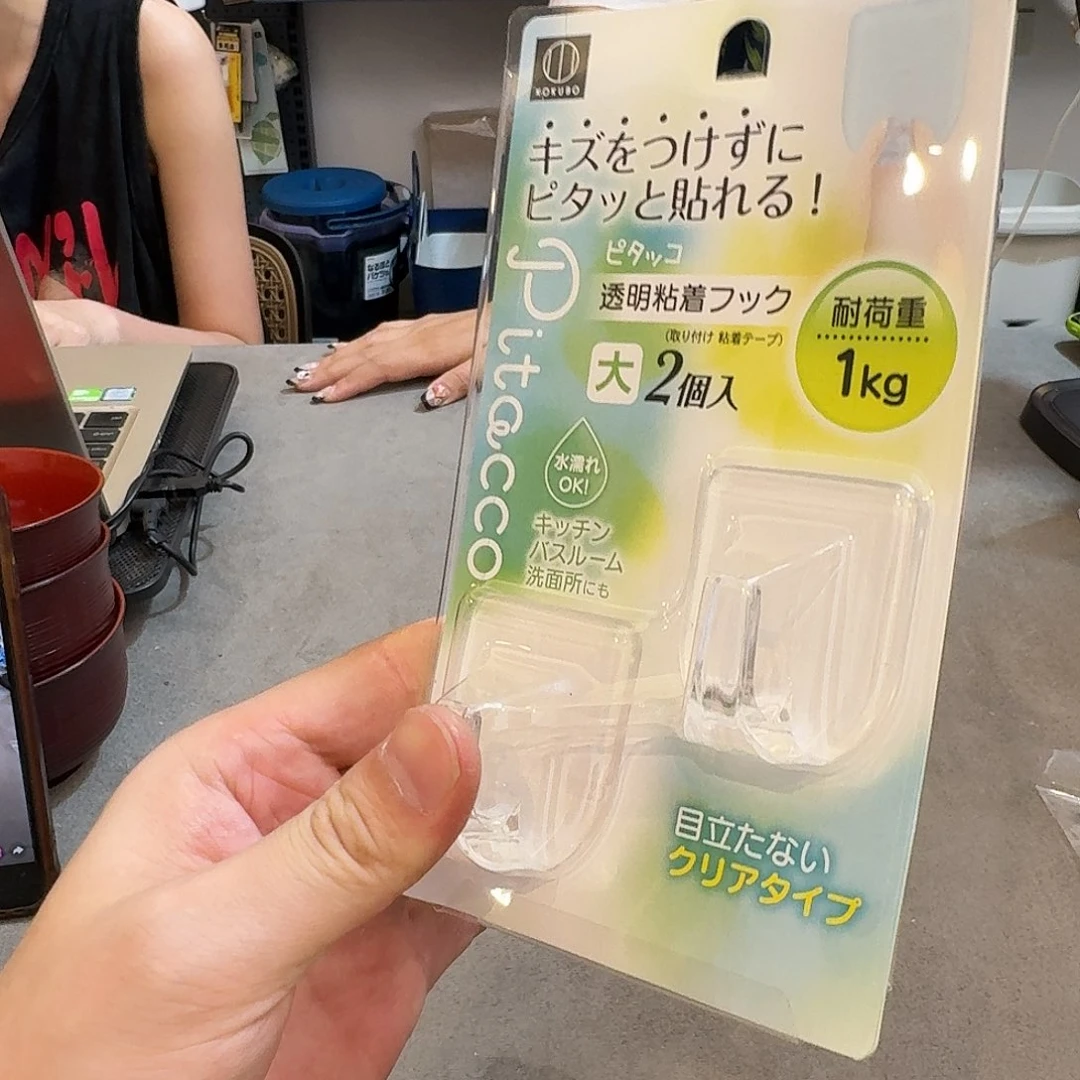 KOKUBO
キズをつけずに
ピタッと貼れる！
Pitacco
ピタッコ
透明粘着フック
(取り付け 粘着テープ)
大 2個入
耐荷重
1kg
水濡れ
OK!
キッチン
バスルーム
洗面所にも
目立たない
クリアタイプ